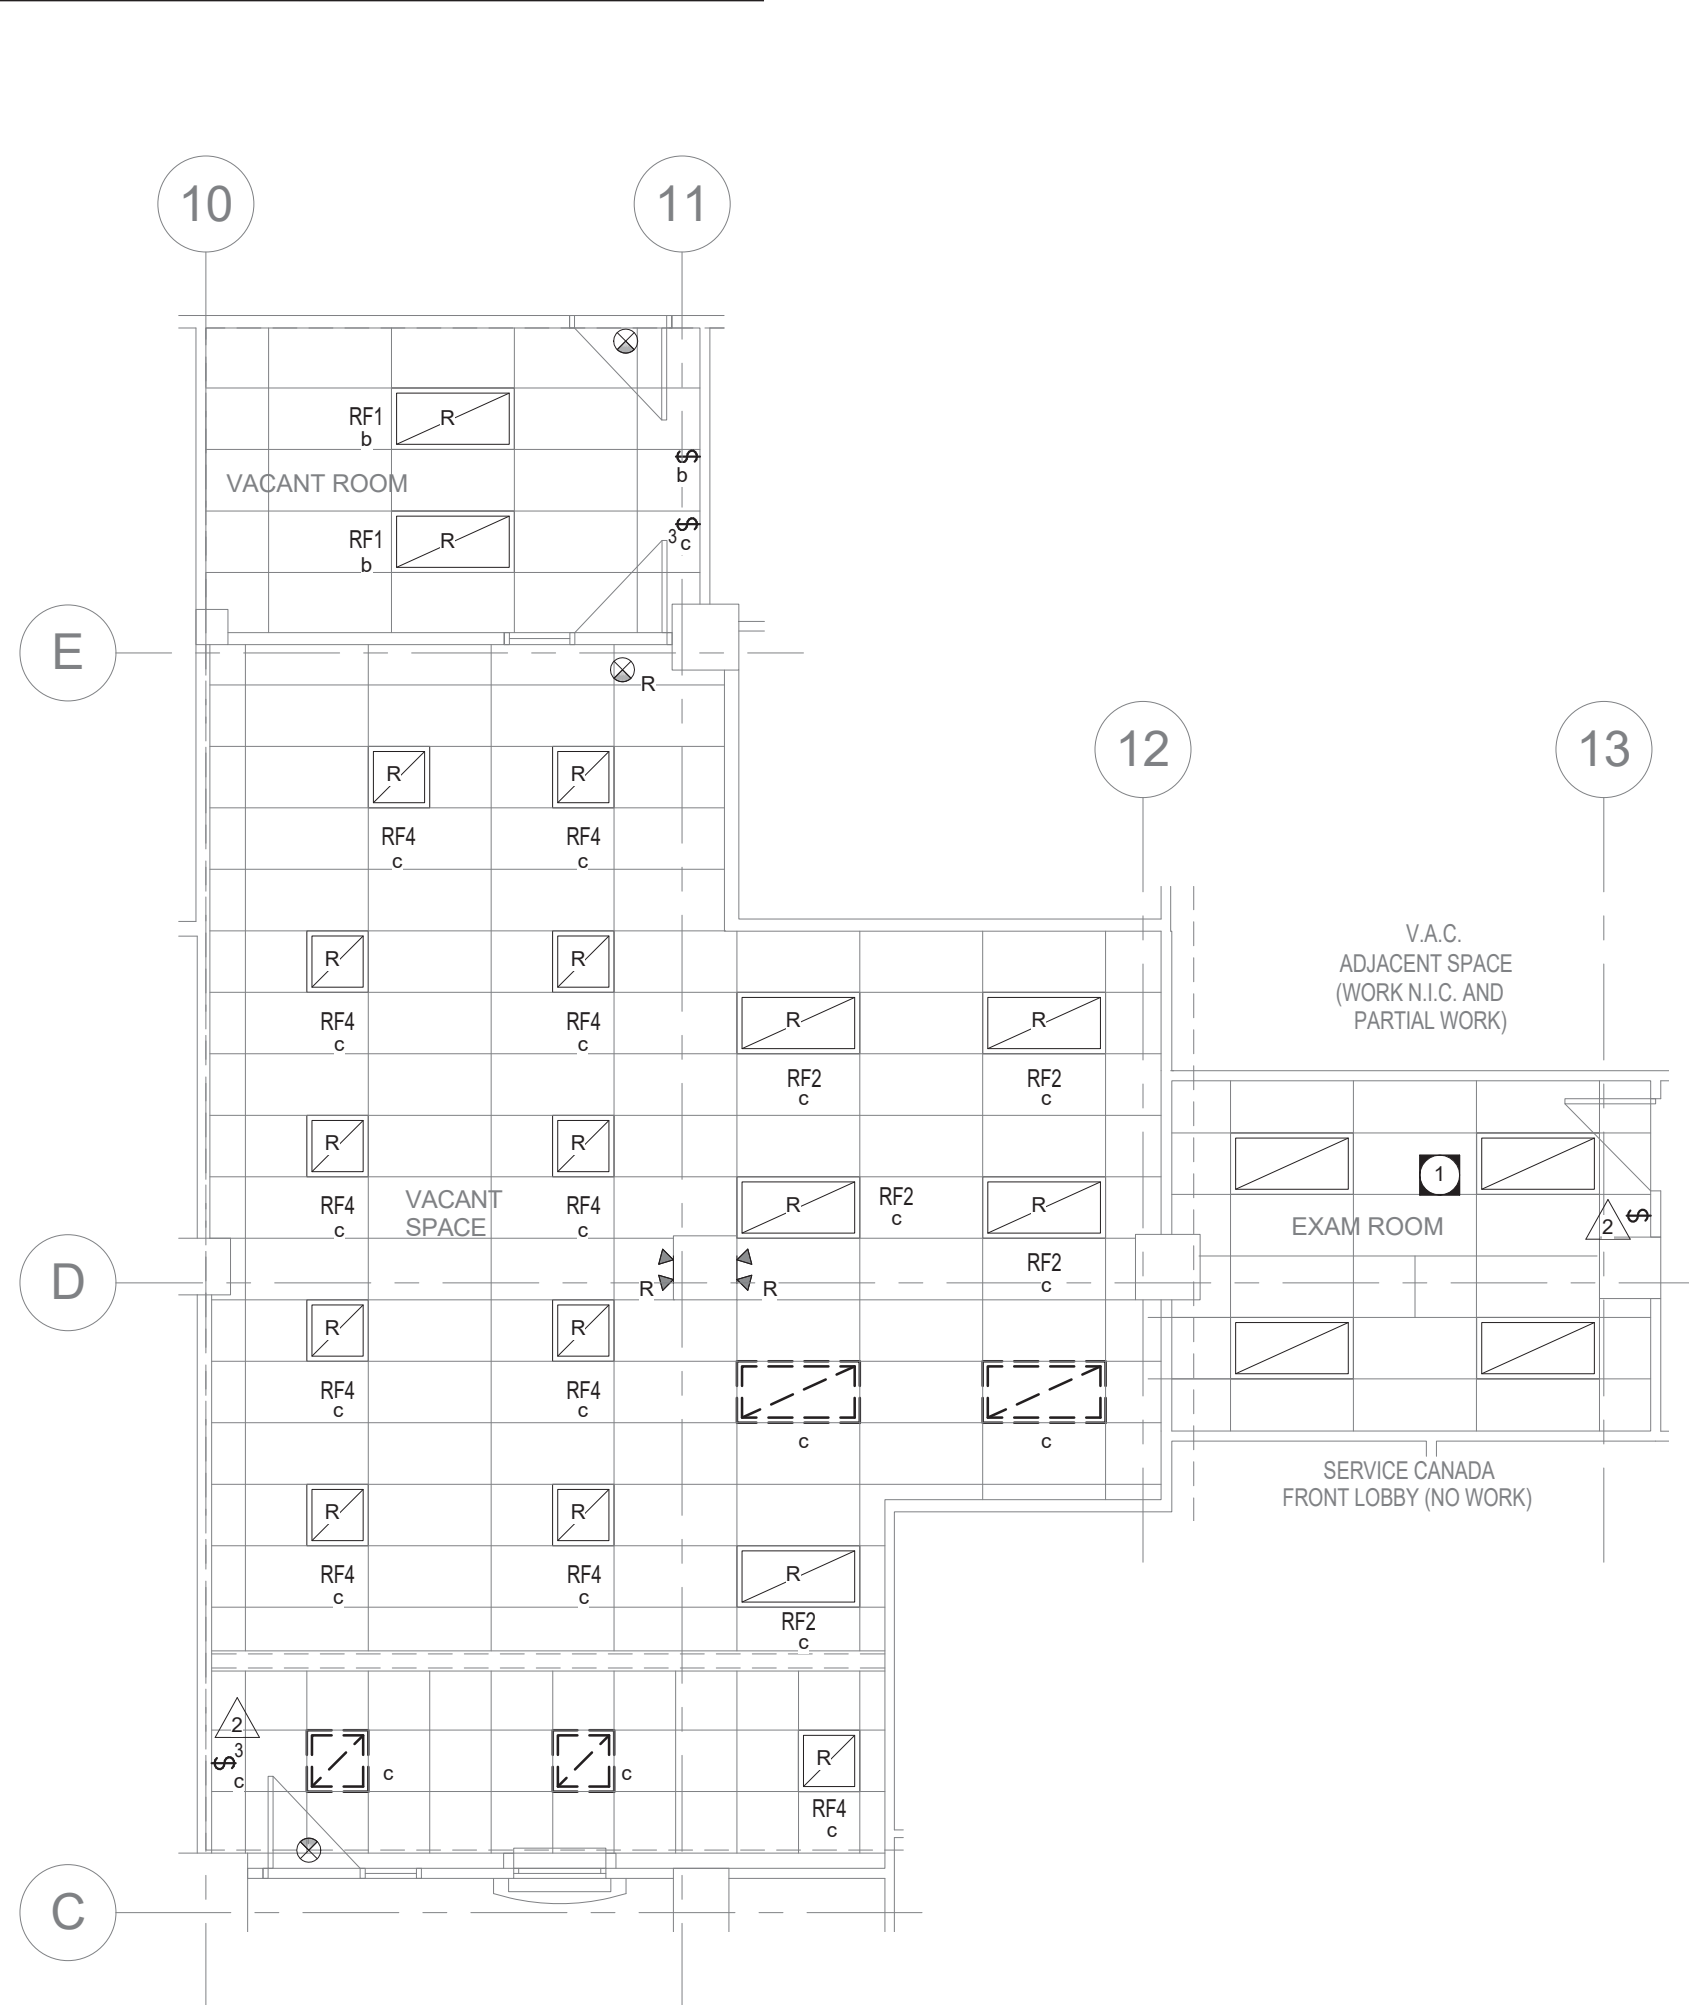 10
11
RF1
R
b
$
b
VACANT ROOM
RF1
R
b
$
3
c
E
R
12
13
R
R
RF4
RF4
c
c
V.A.C.
ADJACENT SPACE
(WORK N.I.C. AND
PARTIAL WORK)
R
R
RF4
RF4
c
c
R
R
RF2
RF2
c
c
R
R
RF4
RF4
c
c
VACANT
SPACE
R
R
RF2
c
1
EXAM ROOM
2
$
RF2
c
D
R
R
R
R
RF4
RF4
c
c
c
c
SERVICE CANADA
FRONT LOBBY (NO WORK)
R
R
RF4
RF4
c
c
R
RF2
c
2
$
3
c
c
c
R
RF4
c
C